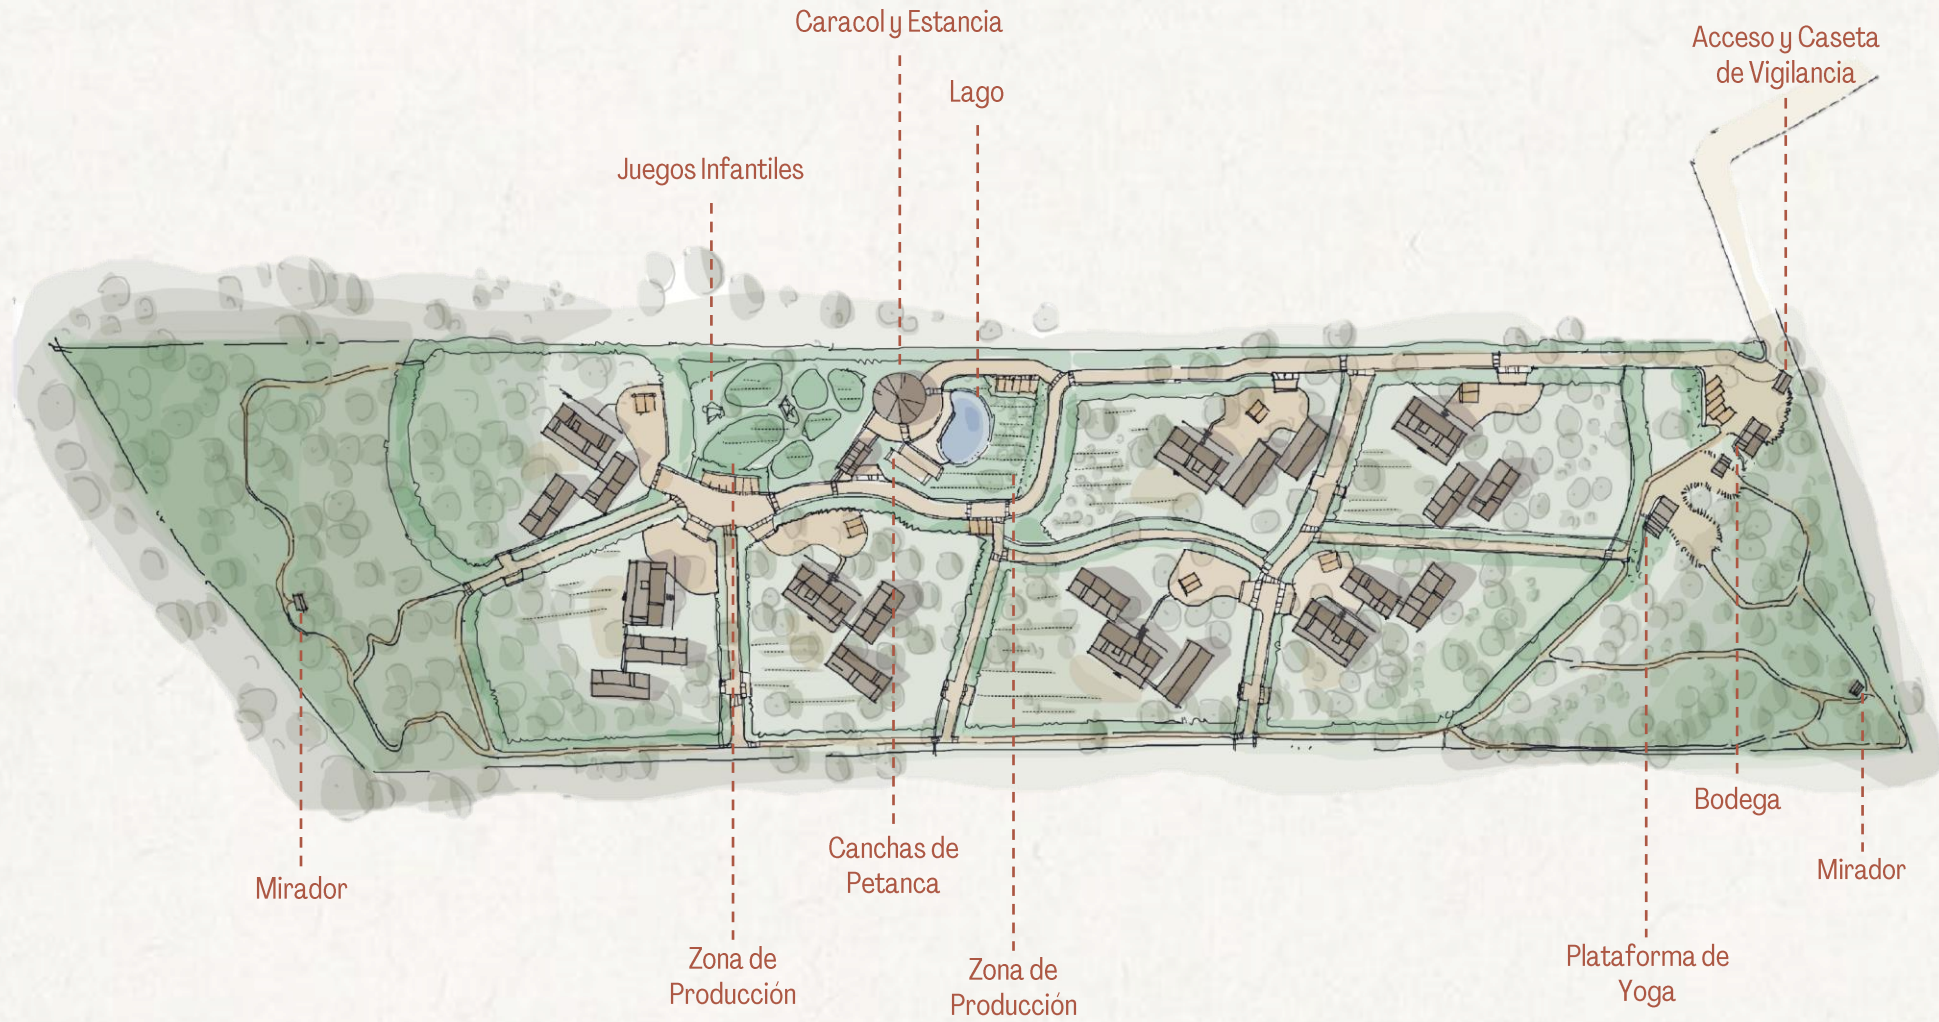 Caracol y Estancia
Acceso y Caseta
de Vigilancia
Lago
Juegos Infantiles
Bodega
Canchas de
Petanca
Mirador
Mirador
Zona de
Producción
Zona de
Producción
Plataforma de
Yoga